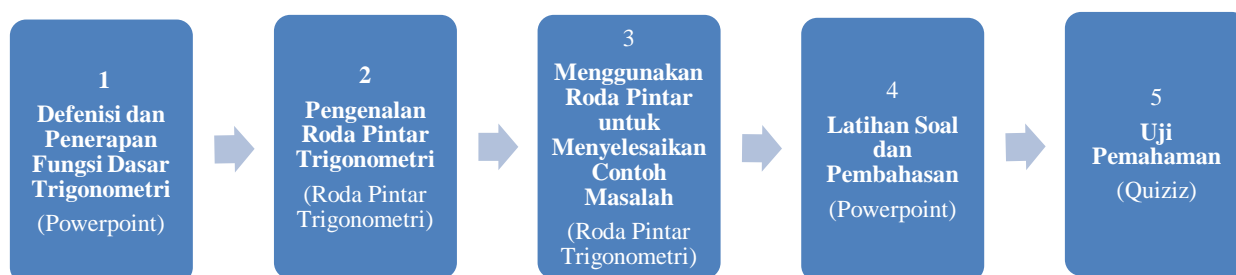 1
Defenisi dan
Penerapan
Fungsi Dasar
Trigonometri
(Powerpoint)
2
Pengenalan
Roda Pintar
Trigonometri
(Roda Pintar
Trigonometri)
3
Menggunakan
Roda Pintar
untuk
Menyelesaikan
Contoh
Masalah
(Roda Pintar
Trigonometri)
4
Latihan Soal
dan
Pembahasan
(Powerpoint)
5
Uji
Pemahaman
(Quiziz)